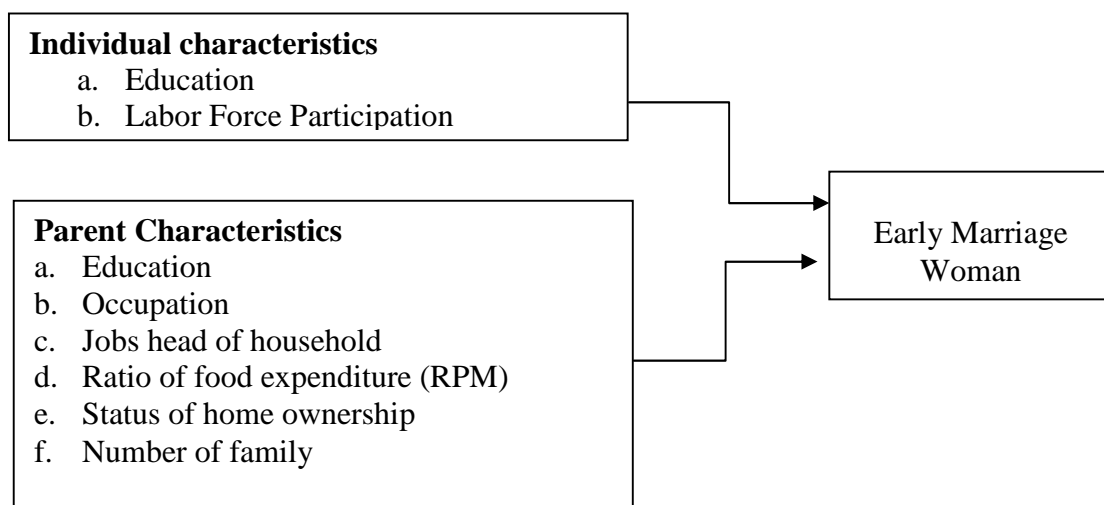 Individual characteristics
a. Education
b. Labor Force Participation
Parent Characteristics
a. Education
b. Occupation
c. Jobs head of household
d. Ratio of food expenditure (RPM)
e. Status of home ownership
f. Number of family
Early Marriage
Woman